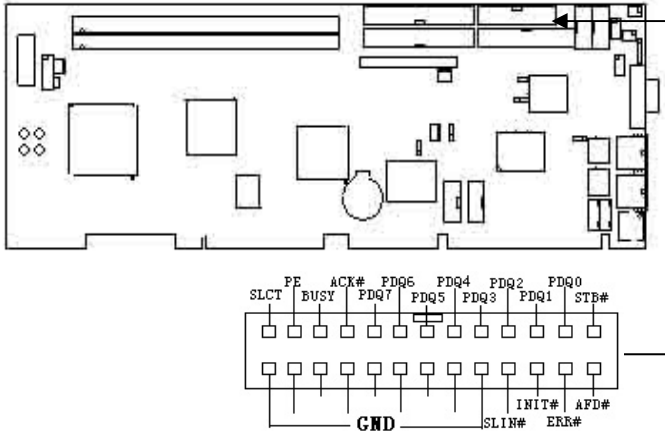 PE ACK# PDQ6 PDQ4 PDQ2 PDQ0
SLCT BUSY PDQ7 PDQ5 PDQ3 PDQ1 STB#
INIT# AFD#
GND SLIN# ERR#